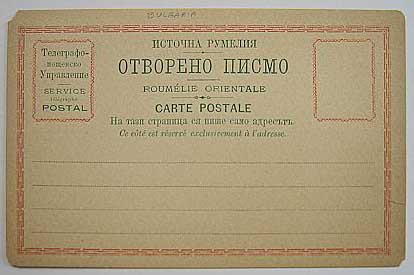 BULGARIA
Телеграфо-
пощенско
Управление
SERVICE
télégrapho
POSTAL
ИСТОЧНА РУМЕЛИЯ
ОТВОРЕНО ПИСМО
ROUMÉLIE ORIENTALE
CARTE POSTALE
На тази страница ся пише само адресътъ.
Ce côté est réservé exclusivement à l'adresse.